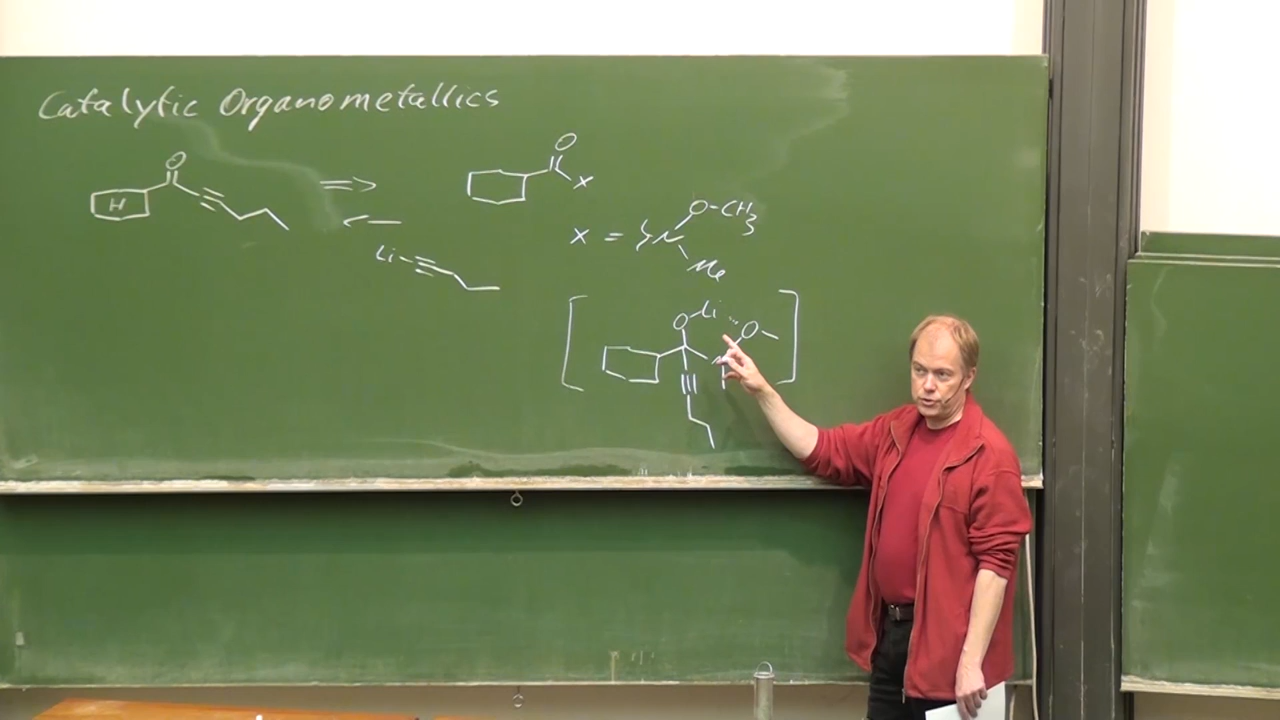 Catalytic Organometallics
O
H
O
X
Li
X = N
O-CH3
Me
O-Li
O
N